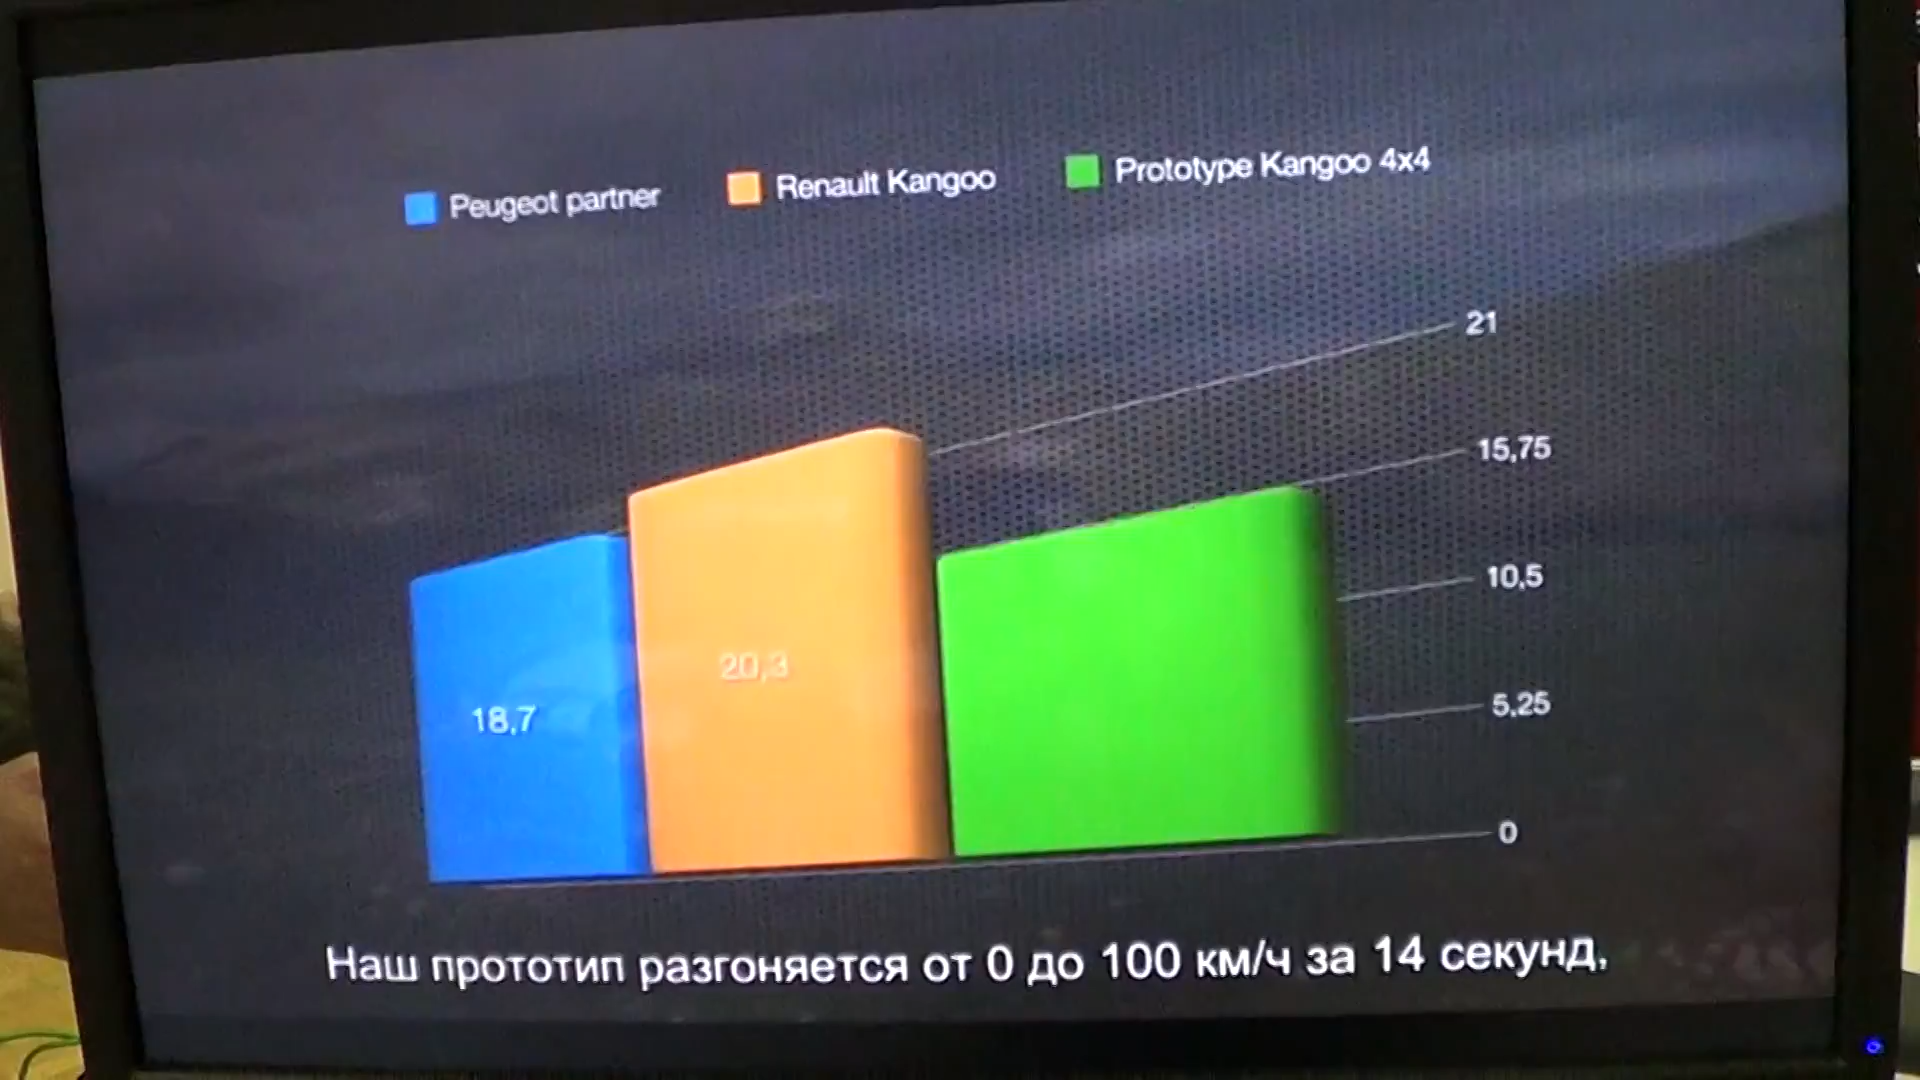 Peugeot partner
Renault Kangoo
Prototype Kangoo 4x4
21
15,75
10,5
5,25
0
18,7
20,3
Наш прототип разгоняется от 0 до 100 км/ч за 14 секунд,